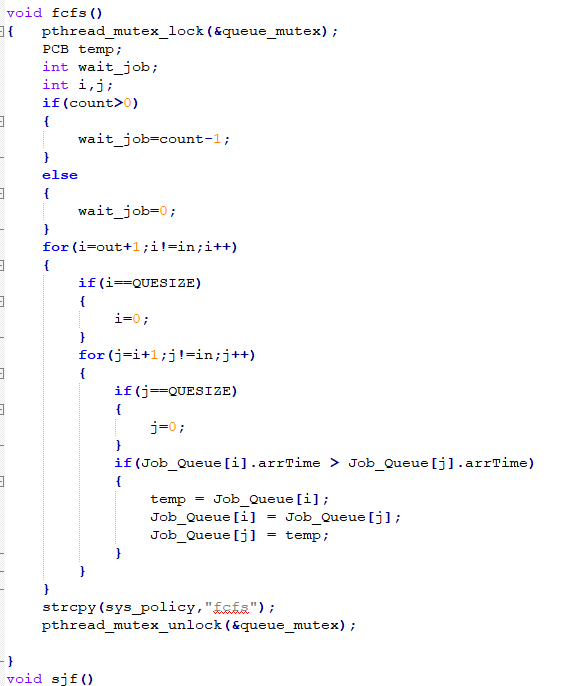 void fcfs()
{   pthread_mutex_lock(&queue_mutex);
    PCB temp;
    int wait_job;
    int i,j;
    if(count>0)
    {
        wait_job=count-1;
    }
    else
    {
        wait_job=0;
    }
    for(i=out+1;i!=in;i++)
    {
        if(i==QUESIZE)
        {
            i=0;
        }
        for(j=i+1;j!=in;j++)
        {
            if(j==QUESIZE)
            {
                j=0;
            }
            if(Job_Queue[i].arrTime > Job_Queue[j].arrTime)
            {
                temp = Job_Queue[i];
                Job_Queue[i] = Job_Queue[j];
                Job_Queue[j] = temp;
            }
        }
    }
    strcpy(sys_policy,"fcfs");
    pthread_mutex_unlock(&queue_mutex);

}
void sjf()